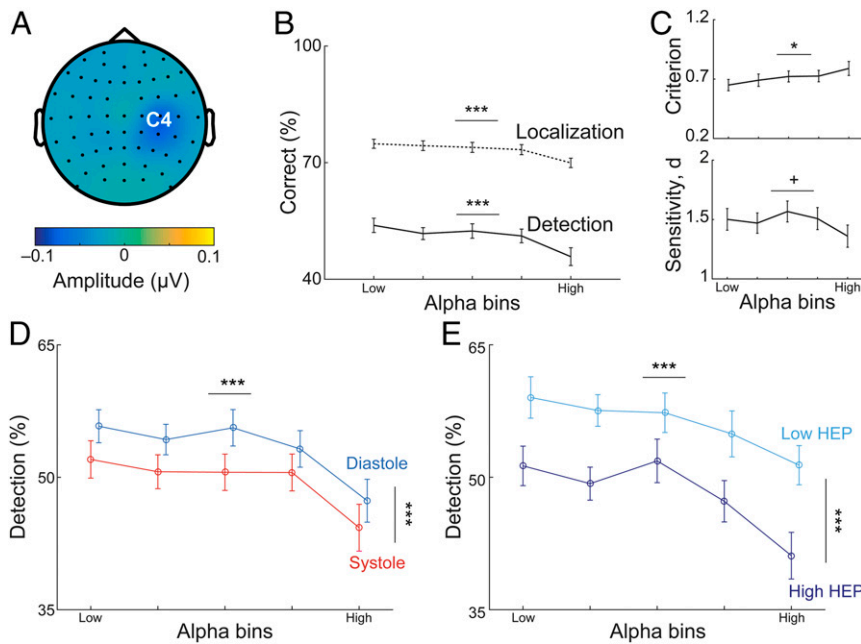 A
C4
−0.1
0
0.1
Amplitude (μV)
B
100
70
40
Correct (%)
***
Localization
***
Detection
Low
High
Alpha bins
C
1.2
0.7
0.2
Criterion
*
2
1.5
1
Sensitivity, d
+
Low
High
Alpha bins
D
65
50
35
Detection (%)
***
Diastole
***
Systole
Low
High
Alpha bins
E
65
50
35
Detection (%)
***
Low HEP
***
High HEP
Low
High
Alpha bins